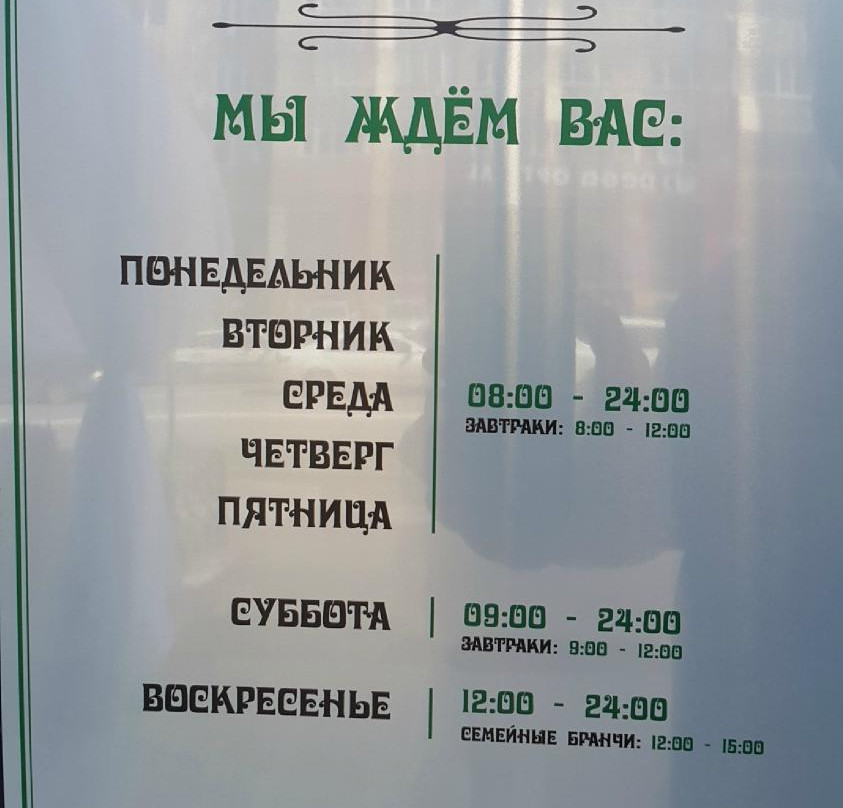 МЫ ЖДЁМ ВАС:
ПОНЕДЕЛЬНИК
ВТОРНИК
СРЕДА 08:00 - 24:00
ЗАВТРАКИ: 8:00 - 12:00
ЧЕТВЕРГ
ПЯТНИЦА
СУББОТА 09:00 - 24:00
ЗАВТРАКИ: 9:00 - 12:00
ВОСКРЕСЕНЬЕ 12:00 - 24:00
СЕМЕЙНЫЕ БРАНЧИ: 12:00 - 15:00